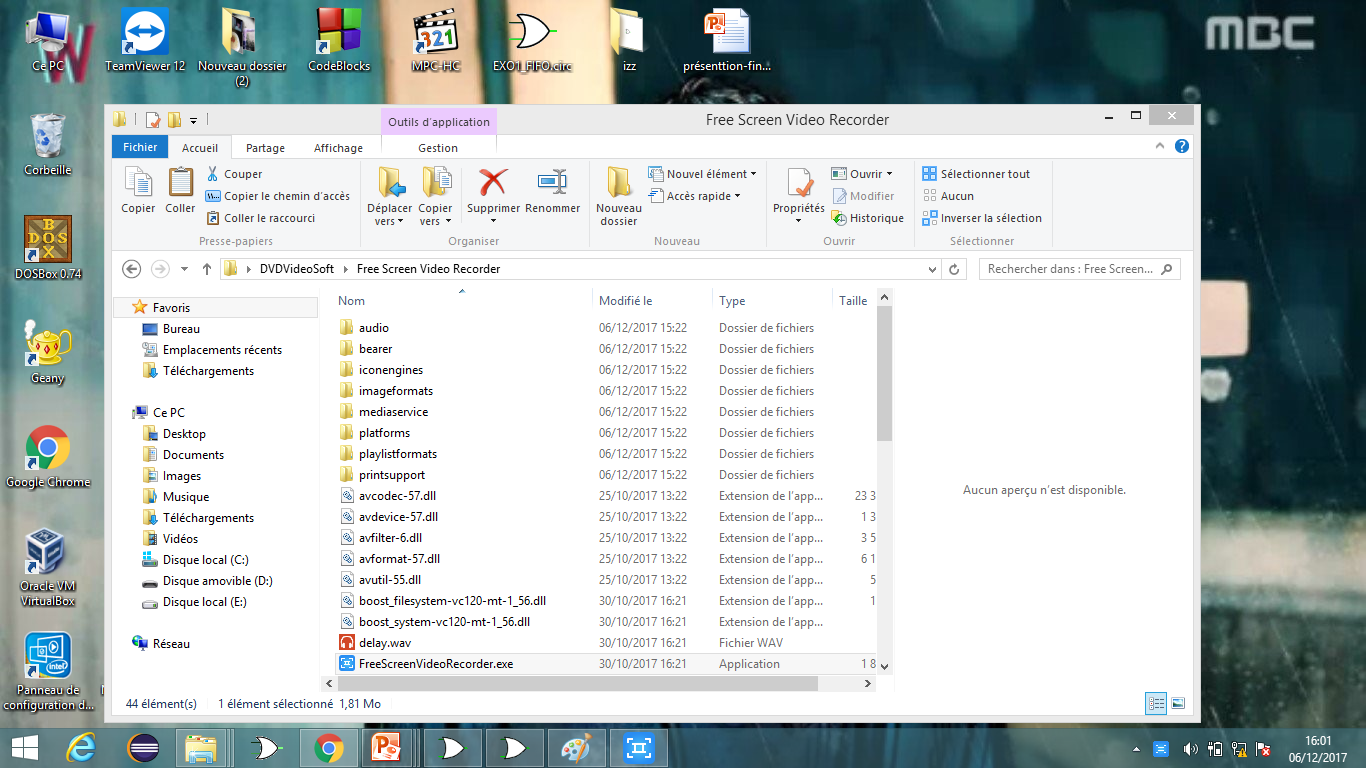 MBC
Ce PC
TeamViewer 12
Nouveau dossier
(2)
CodeBlocks
MPC-HC
321
EXO1_FIFO.circ
izz
présenttion-fin...
Corbeille
DOSBox 0.74
Geany
Google Chrome
Oracle VM
VirtualBox
Panneau de
configuration d...
Outils d'application
Free Screen Video Recorder
Fichier
Accueil
Partage
Affichage
Gestion
Copier
Coller
Couper
Copier le chemin d'accès
Coller le raccourci
Presse-papiers
Déplacer
vers
Copier
vers
Supprimer
Renommer
Organiser
Nouveau
dossier
Nouvel élément
Accès rapide
Nouveau
Propriétés
Ouvrir
Modifier
Historique
Ouvrir
Sélectionner tout
Aucun
Inverser la sélection
Sélectionner
DVDVideoSoft
Free Screen Video Recorder
Rechercher dans : Free Screen...
Favoris
Bureau
Emplacements récents
Téléchargements
Ce PC
Desktop
Documents
Images
Musique
Téléchargements
Vidéos
Disque local (C:)
Disque amovible (D:)
Disque local (E:)
Réseau
Nom Modifié le Type Taille
audio 06/12/2017 15:22 Dossier de fichiers
bearer 06/12/2017 15:22 Dossier de fichiers
iconengines 06/12/2017 15:22 Dossier de fichiers
imageformats 06/12/2017 15:22 Dossier de fichiers
mediaservice 06/12/2017 15:22 Dossier de fichiers
platforms 06/12/2017 15:22 Dossier de fichiers
playlistformats 06/12/2017 15:22 Dossier de fichiers
printsupport 06/12/2017 15:22 Dossier de fichiers
avcodec-57.dll 25/10/2017 13:22 Extension de l'app... 23 3
avdevice-57.dll 25/10/2017 13:22 Extension de l'app... 1 3
avfilter-6.dll 25/10/2017 13:22 Extension de l'app... 3 5
avformat-57.dll 25/10/2017 13:22 Extension de l'app... 6 1
avutil-55.dll 25/10/2017 13:22 Extension de l'app... 5
boost_filesystem-vc120-mt-1_56.dll 30/10/2017 16:21 Extension de l'app... 1
boost_system-vc120-mt-1_56.dll 30/10/2017 16:21 Extension de l'app...
delay.wav 30/10/2017 16:21 Fichier WAV
FreeScreenVideoRecorder.exe 30/10/2017 16:21 Application 1 8
Aucun aperçu n'est disponible.
44 élément(s) 1 élément sélectionné 1,81 Mo
16:01
06/12/2017